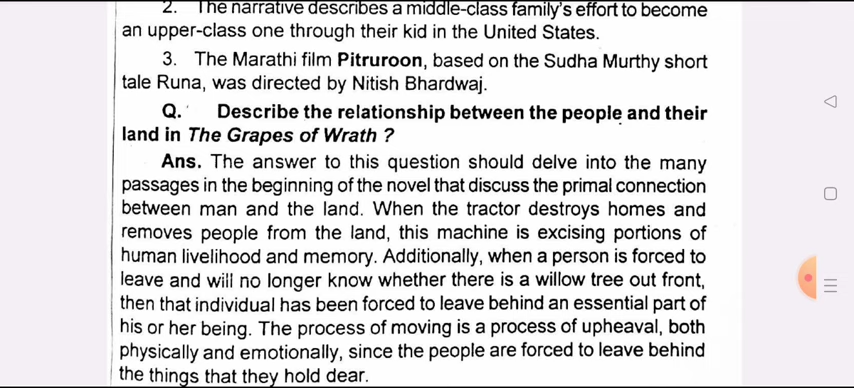 2. The narrative describes a middle-class family's effort to become
an upper-class one through their kid in the United States.
3. The Marathi film Pitruroon, based on the Sudha Murthy short
tale Runa, was directed by Nitish Bhardwaj.
Q. Describe the relationship between the people and their
land in The Grapes of Wrath ?
Ans. The answer to this question should delve into the many
passages in the beginning of the novel that discuss the primal connection
between man and the land. When the tractor destroys homes and
removes people from the land, this machine is excising portions of
human livelihood and memory. Additionally, when a person is forced to
leave and will no longer know whether there is a willow tree out front,
then that individual has been forced to leave behind an essential part of
his or her being. The process of moving is a process of upheaval, both
physically and emotionally, since the people are forced to leave behind
the things that they hold dear.